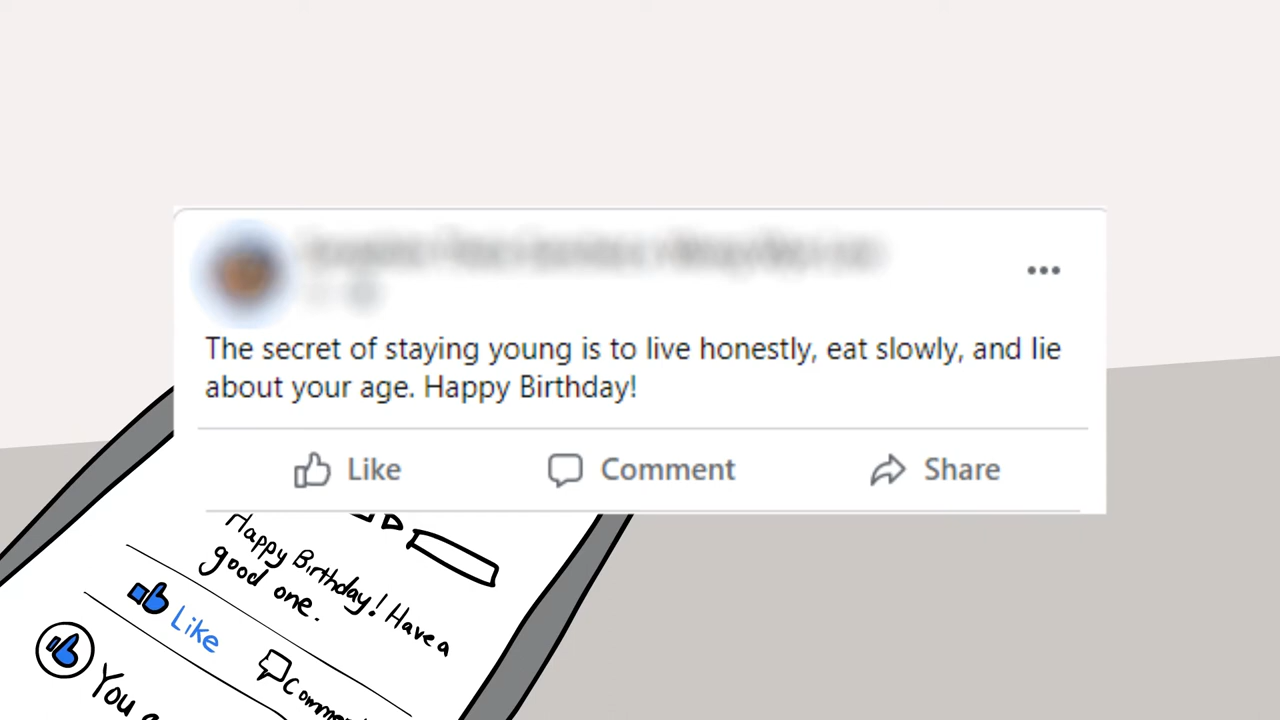 The secret of staying young is to live honestly, eat slowly, and lie
about your age. Happy Birthday!
Like Comment Share
Happy Birthday! Have a
good one.
Like
You